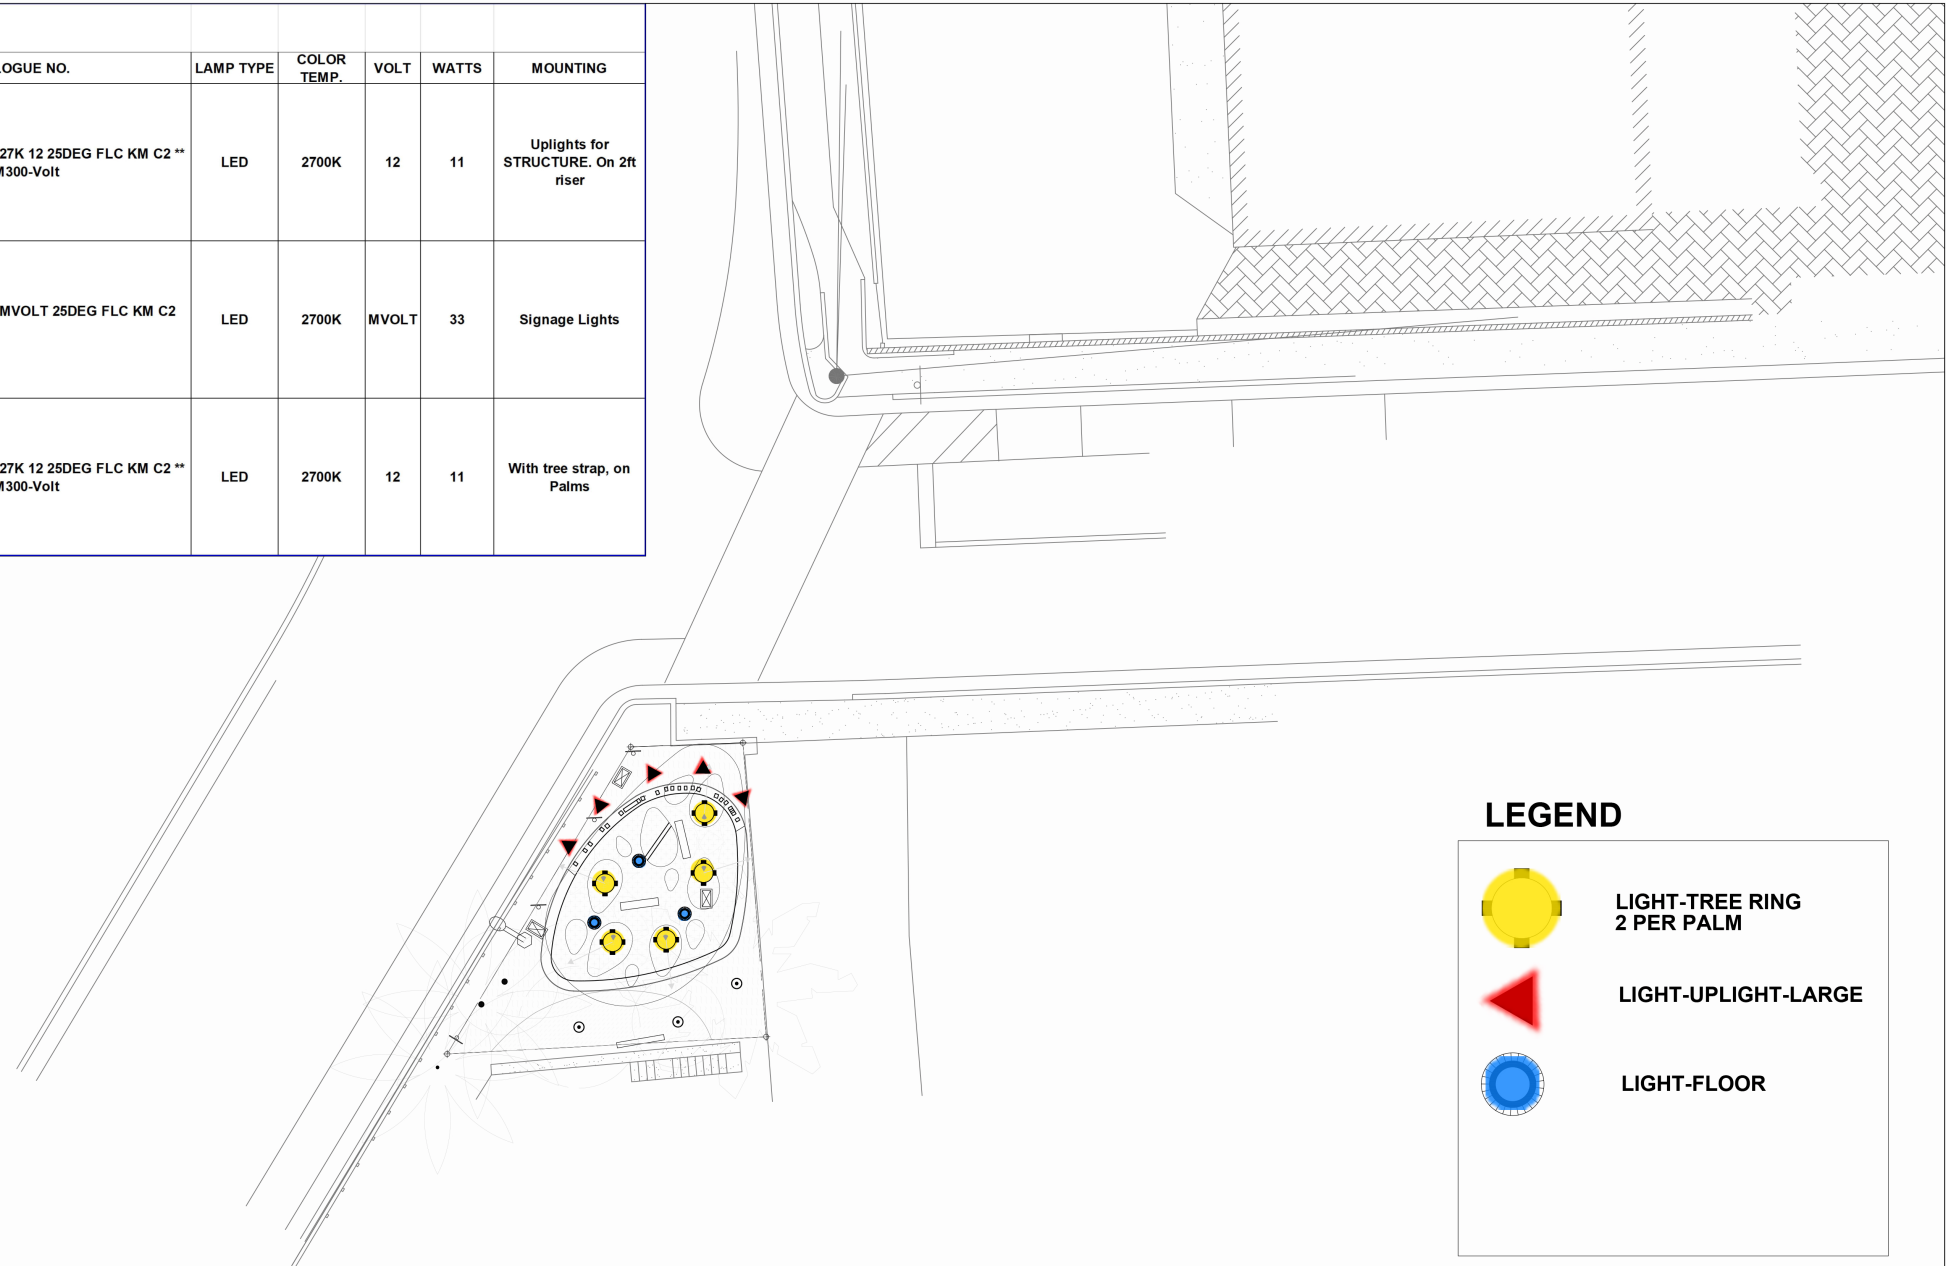 LOGUE NO.
LAMP TYPE
COLOR
TEMP.
VOLT
WATTS
MOUNTING
27K 12 25DEG FLC KM C2 **
M300-Volt
LED
2700K
12
11
Uplights for
STRUCTURE. On 2ft
riser
MVOLT 25DEG FLC KM C2
LED
2700K
MVOLT
33
Signage Lights
27K 12 25DEG FLC KM C2 **
M300-Volt
LED
2700K
12
11
With tree strap, on
Palms
LEGEND
LIGHT-TREE RING
2 PER PALM
LIGHT-UPLIGHT-LARGE
LIGHT-FLOOR